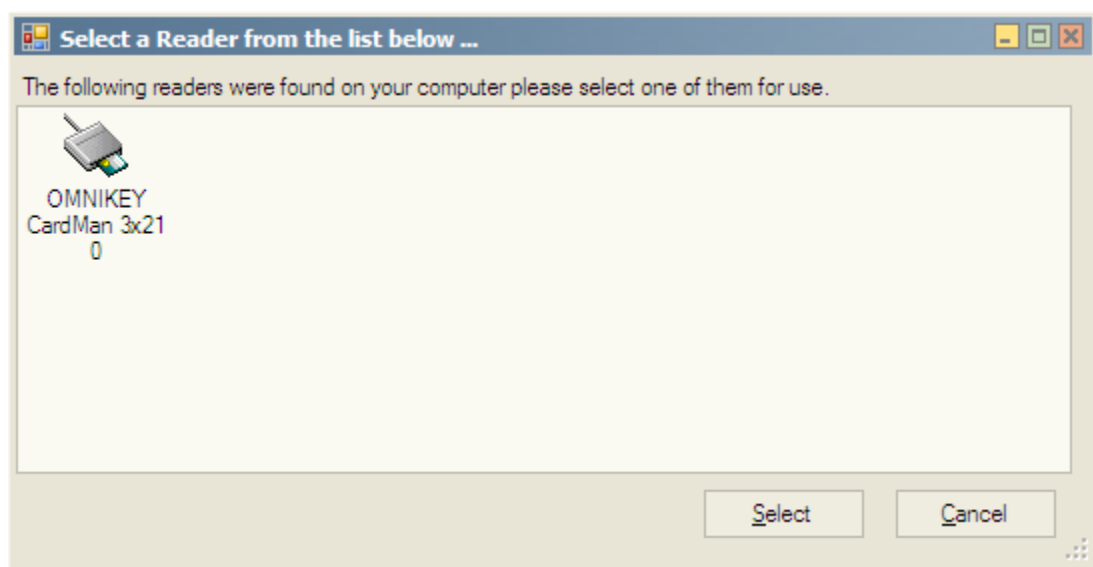 Select a Reader from the list below ...
The following readers were found on your computer please select one of them for use.
OMNIKEY
CardMan 3x21
0
Select
Cancel